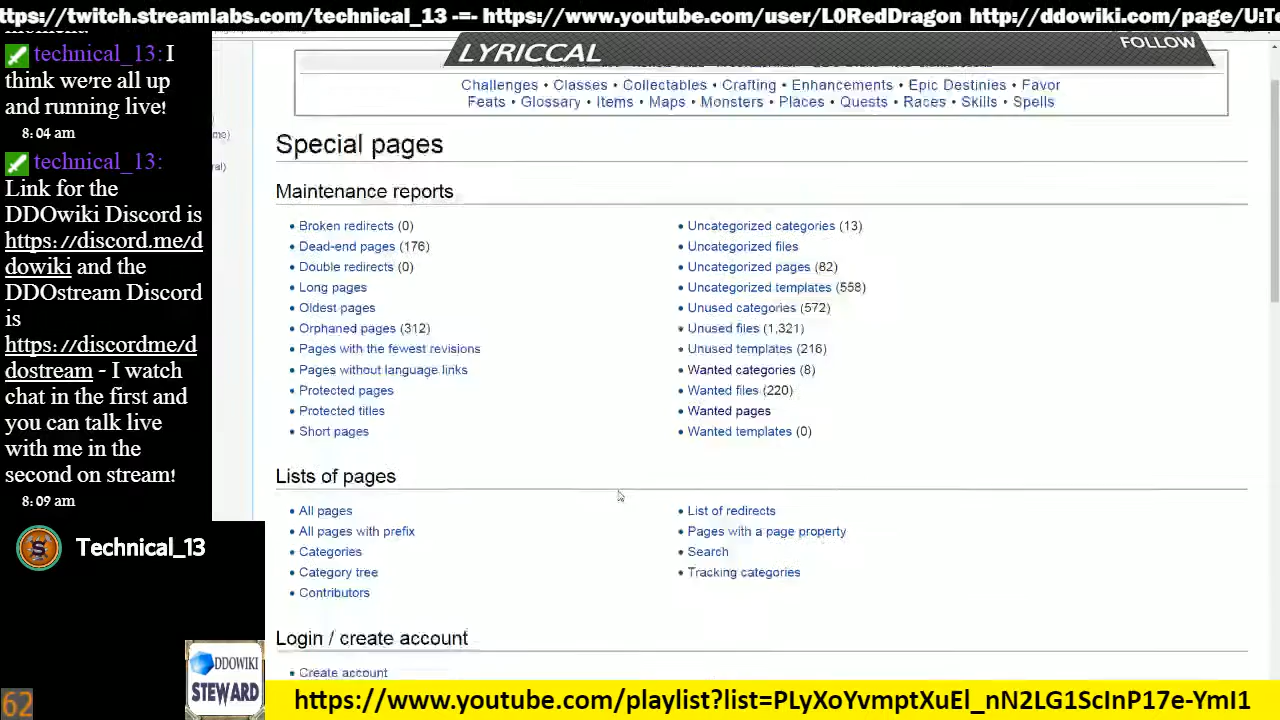 ttps://twitch.streamlabs.com/technical_13 -=- https://www.youtube.com/user/L0RedDragon http://ddowiki.com/page/U:Te
technical_13: I
think we're all up
and running live!
8:04 am
technical_13:
Link for the
DDOwiki Discord is
https://discord.me/d
dowiki and the
DDOstream Discord
is
https://discordme/d
dostream - I watch
chat in the first and
you can talk live
with me in the
second on stream!
8:09 am
Technical_13
DDOWIKI
STEWARD
62
LYRICCAL
FOLLOW
Challenges • Classes • Collectables • Crafting • Enhancements • Epic Destinies • Favor
Feats • Glossary • Items • Maps • Monsters • Places • Quests • Races • Skills • Spells
Special pages
Maintenance reports
• Broken redirects (0)
• Dead-end pages (176)
• Double redirects (0)
• Long pages
• Oldest pages
• Orphaned pages (312)
• Pages with the fewest revisions
• Pages without language links
• Protected pages
• Protected titles
• Short pages
• Uncategorized categories (13)
• Uncategorized files
• Uncategorized pages (82)
• Uncategorized templates (558)
• Unused categories (572)
• Unused files (1,321)
• Unused templates (216)
• Wanted categories (8)
• Wanted files (220)
• Wanted pages
• Wanted templates (0)
Lists of pages
• All pages
• All pages with prefix
• Categories
• Category tree
• Contributors
• List of redirects
• Pages with a page property
• Search
• Tracking categories
Login / create account
• Create account
https://www.youtube.com/playlist?list=PLyXoYvmptXuEl_nN2LG1ScInP17e-YmI1